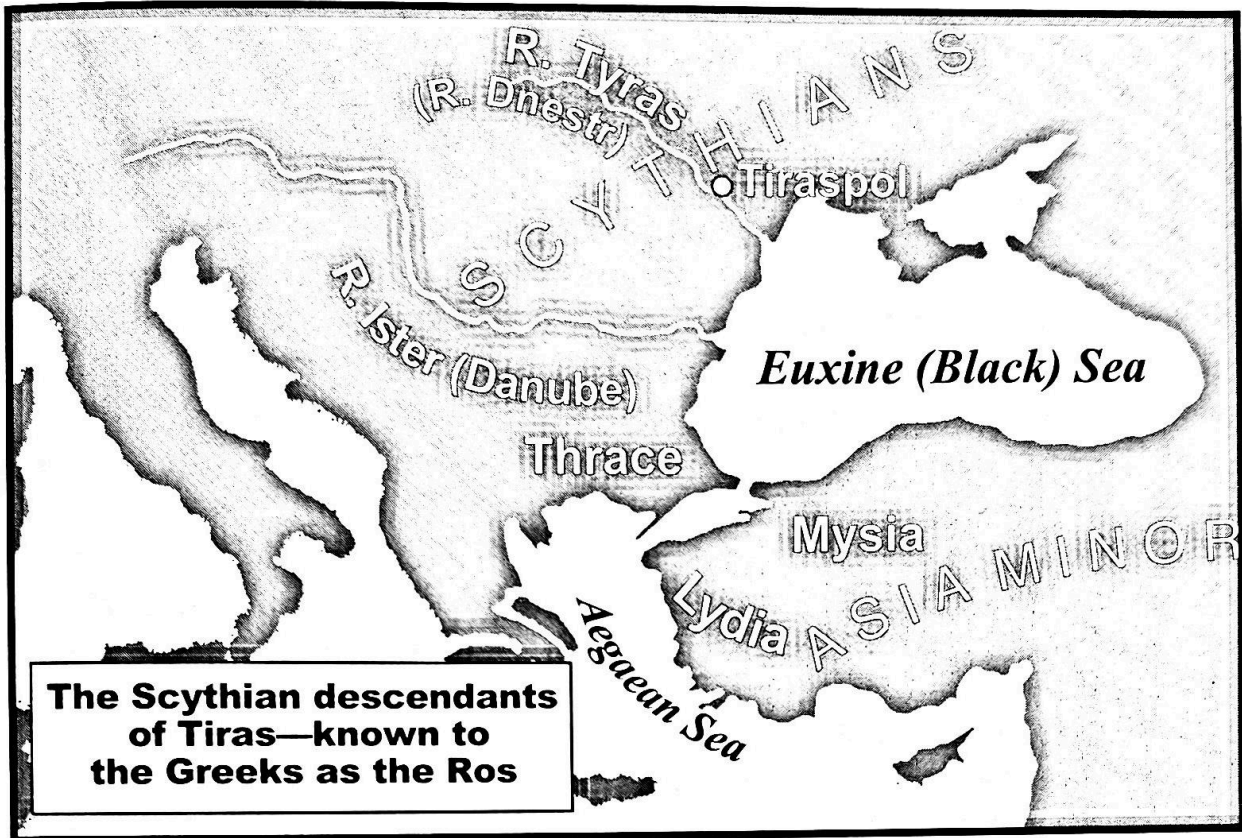 R. Tyras
(R. Dnestr)
SCYTHIANS
Tiraspol
R. Ister (Danube)
Euxine (Black) Sea
Thrace
Mysia
Lydia
ASIA MINOR
Aegaean Sea
The Scythian descendants
of Tiras—known to
the Greeks as the Ros